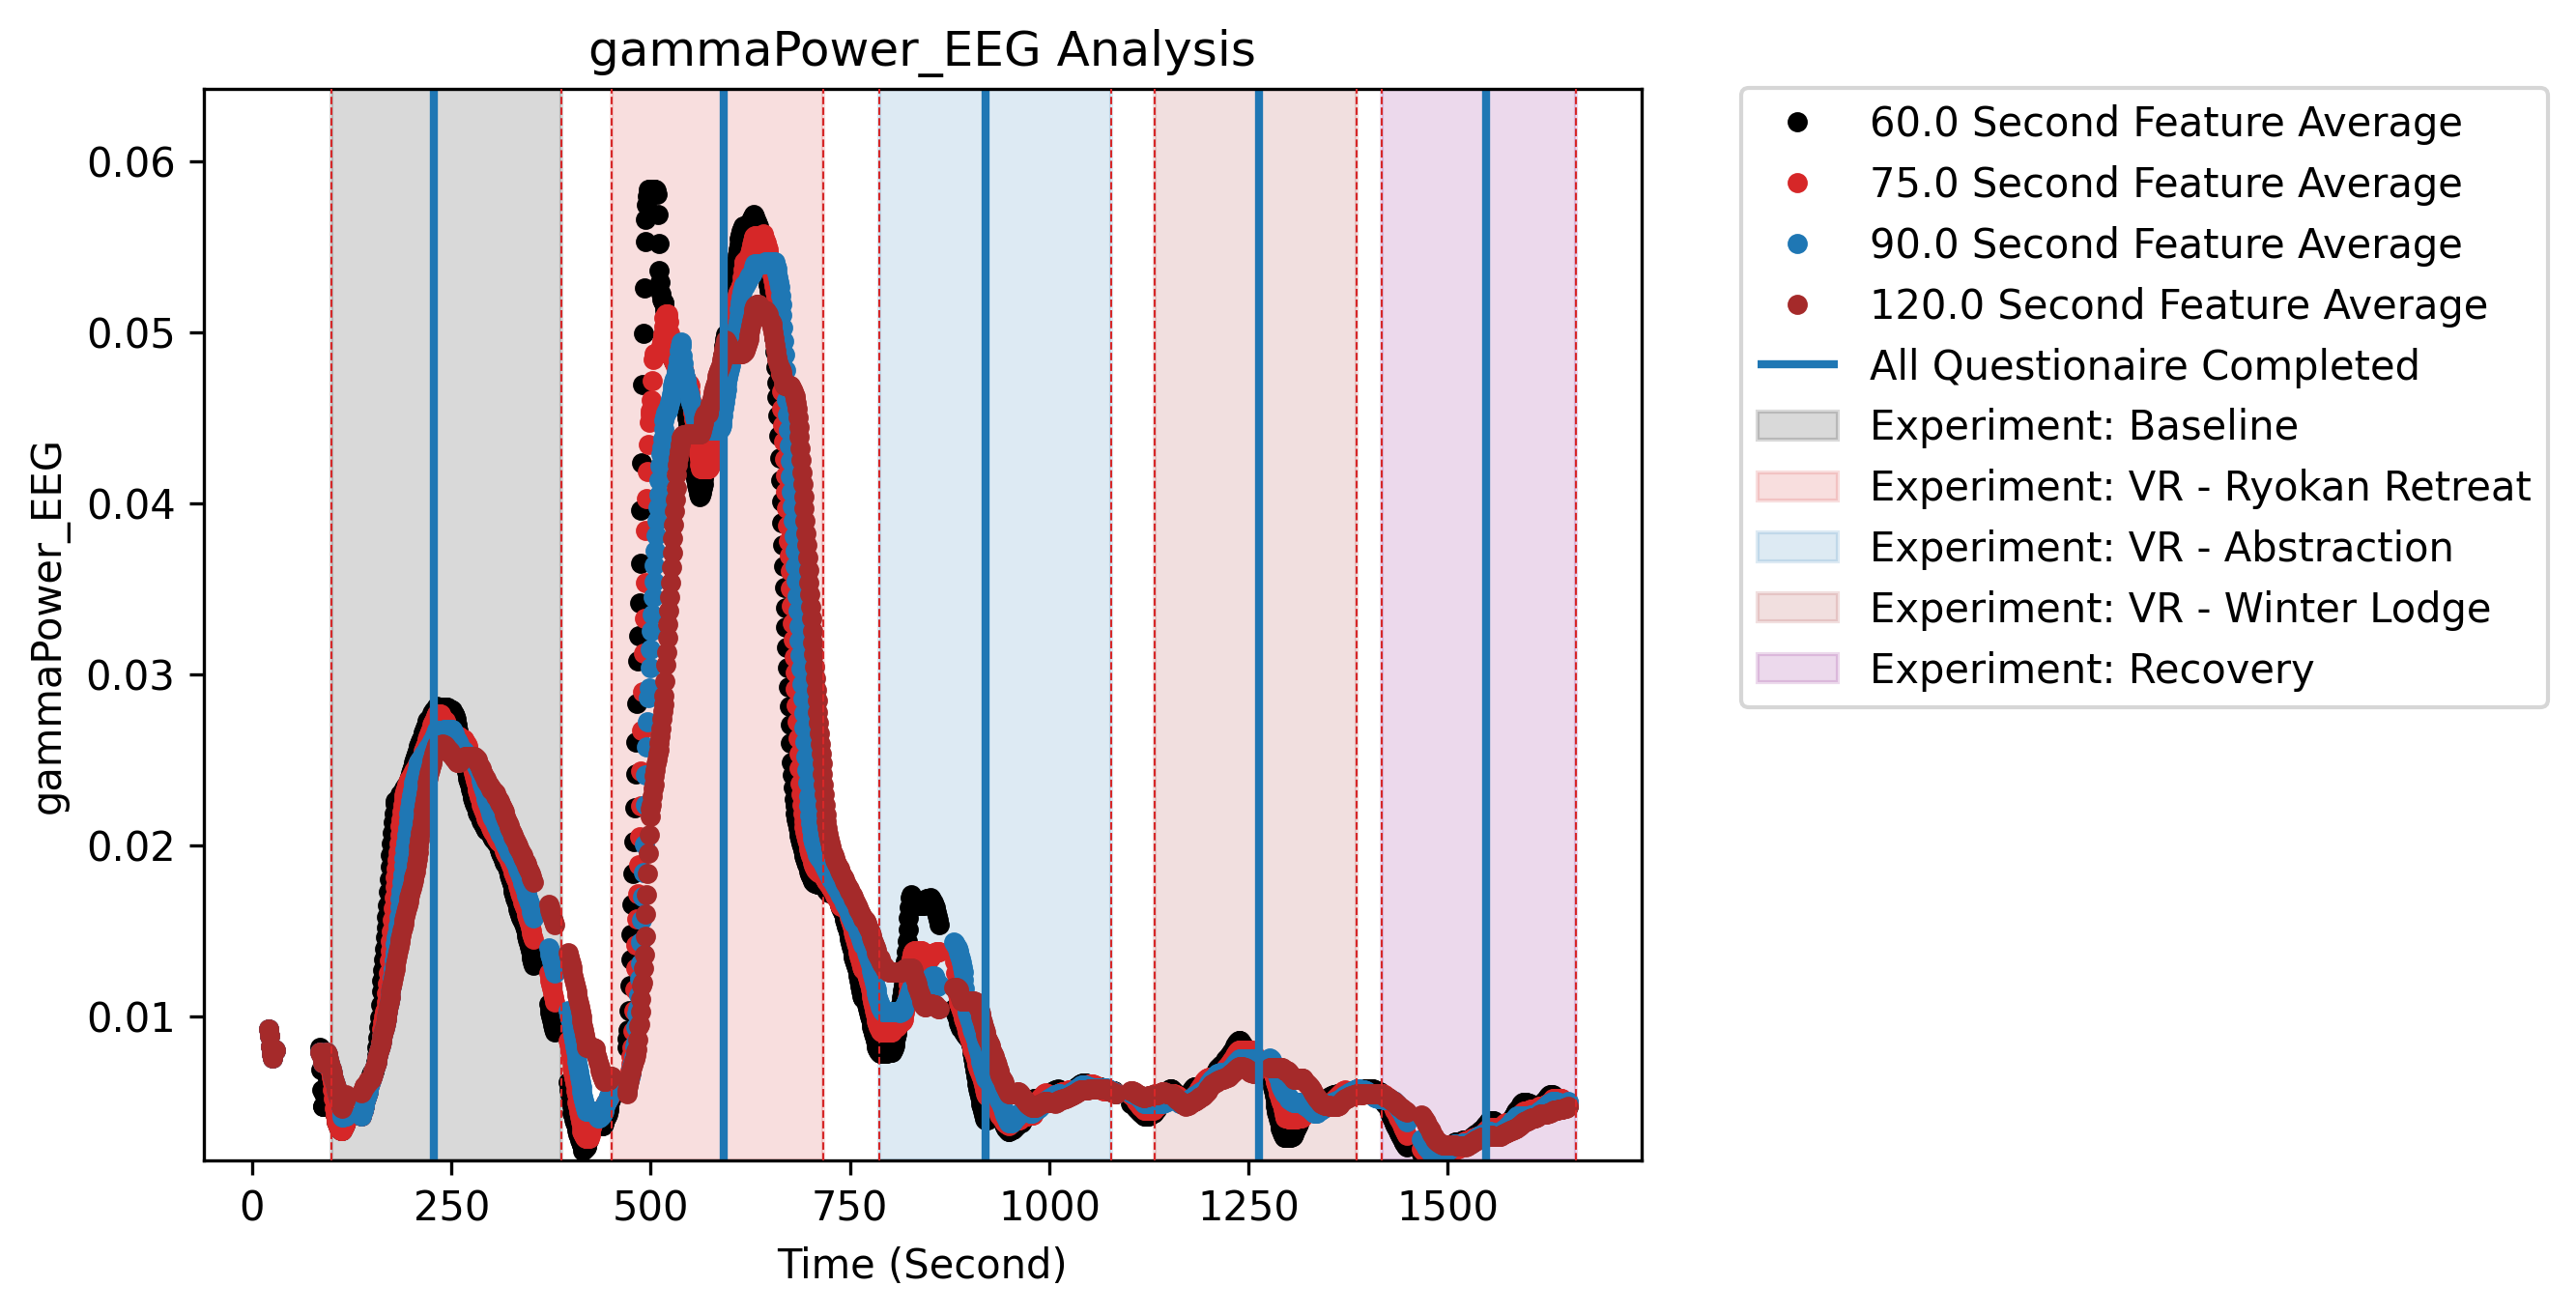 gammaPower_EEG Analysis
gammaPower_EEG
0.06
0.05
0.04
0.03
0.02
0.01
0 250 500 750 1000 1250 1500
Time (Second)
60.0 Second Feature Average
75.0 Second Feature Average
90.0 Second Feature Average
120.0 Second Feature Average
All Questionaire Completed
Experiment: Baseline
Experiment: VR - Ryokan Retreat
Experiment: VR - Abstraction
Experiment: VR - Winter Lodge
Experiment: Recovery